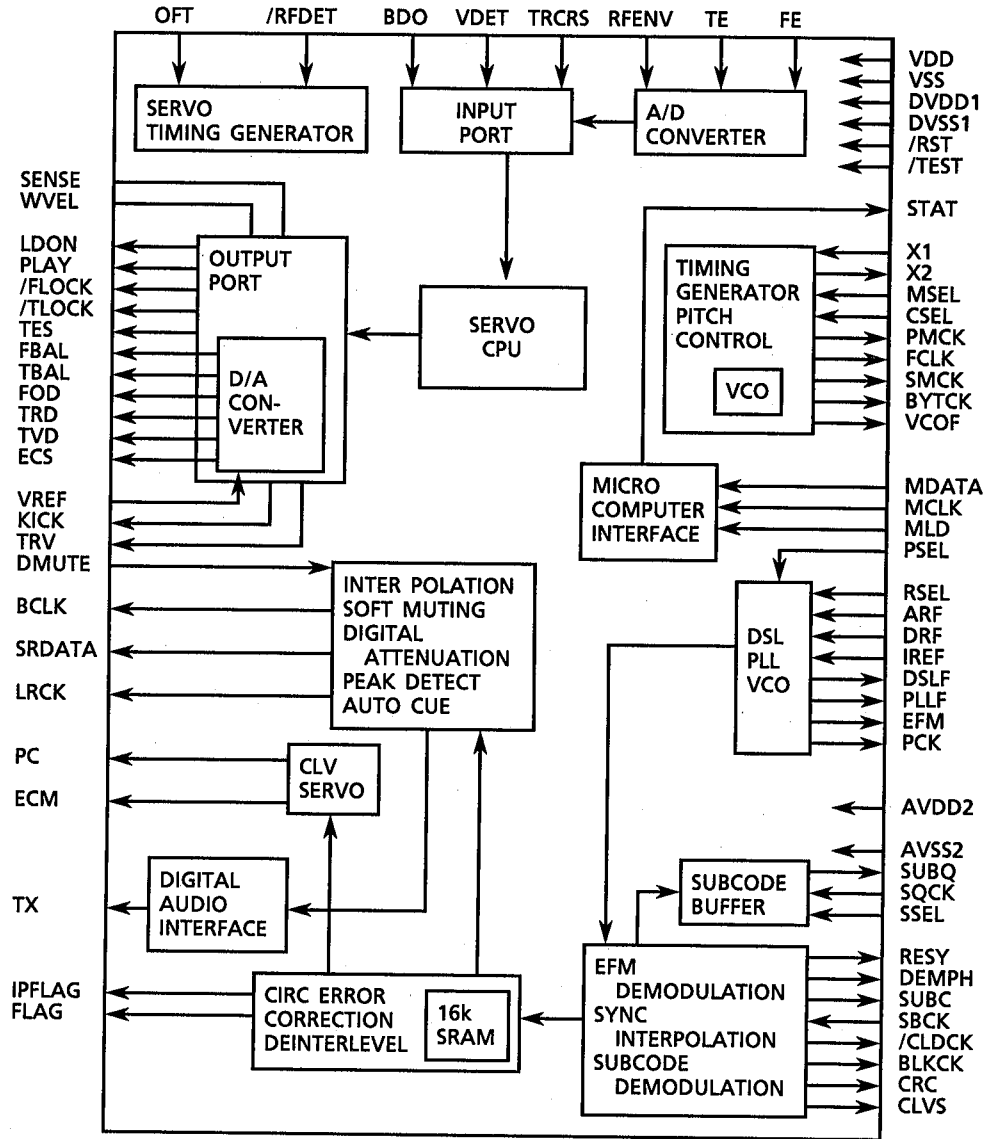 OFT /RFDET BDO VDET TRCRS RFENV TE FE
SERVO
TIMING GENERATOR
INPUT
PORT
A/D
CONVERTER
VDD
VSS
DVDD1
DVSS1
/RST
/TEST
STAT
SENSE
WVEL
LDON
PLAY
/FLOCK
/TLOCK
TES
FBAL
TBAL
FOD
TRD
TVD
ECS
VREF
KICK
TRV
DMUTE
BCLK
SRDATA
LRCK
PC
ECM
TX
IPFLAG
FLAG
OUTPUT
PORT
D/A
CON-
VERTER
SERVO
CPU
TIMING
GENERATOR
PITCH
CONTROL
VCO
X1
X2
MSEL
CSEL
PMCK
FCLK
SMCK
BYTCK
VCOF
MICRO
COMPUTER
INTERFACE
MDATA
MCLK
MLD
PSEL
INTER POLATION
SOFT MUTING
DIGITAL
ATTENUATION
PEAK DETECT
AUTO CUE
DSL
PLL
VCO
RSEL
ARF
DRF
IREF
DSLF
PLLF
EFM
PCK
CLV
SERVO
AVDD2
AVSS2
DIGITAL
AUDIO
INTERFACE
SUBCODE
BUFFER
SUBQ
SQCK
SSEL
CIRC ERROR
CORRECTION
DEINTERLEVEL
16k
SRAM
EFM
DEMODULATION
SYNC
INTERPOLATION
SUBCODE
DEMODULATION
RESY
DEMPH
SUBC
SBCK
/CLDCK
BLKCK
CRC
CLVS